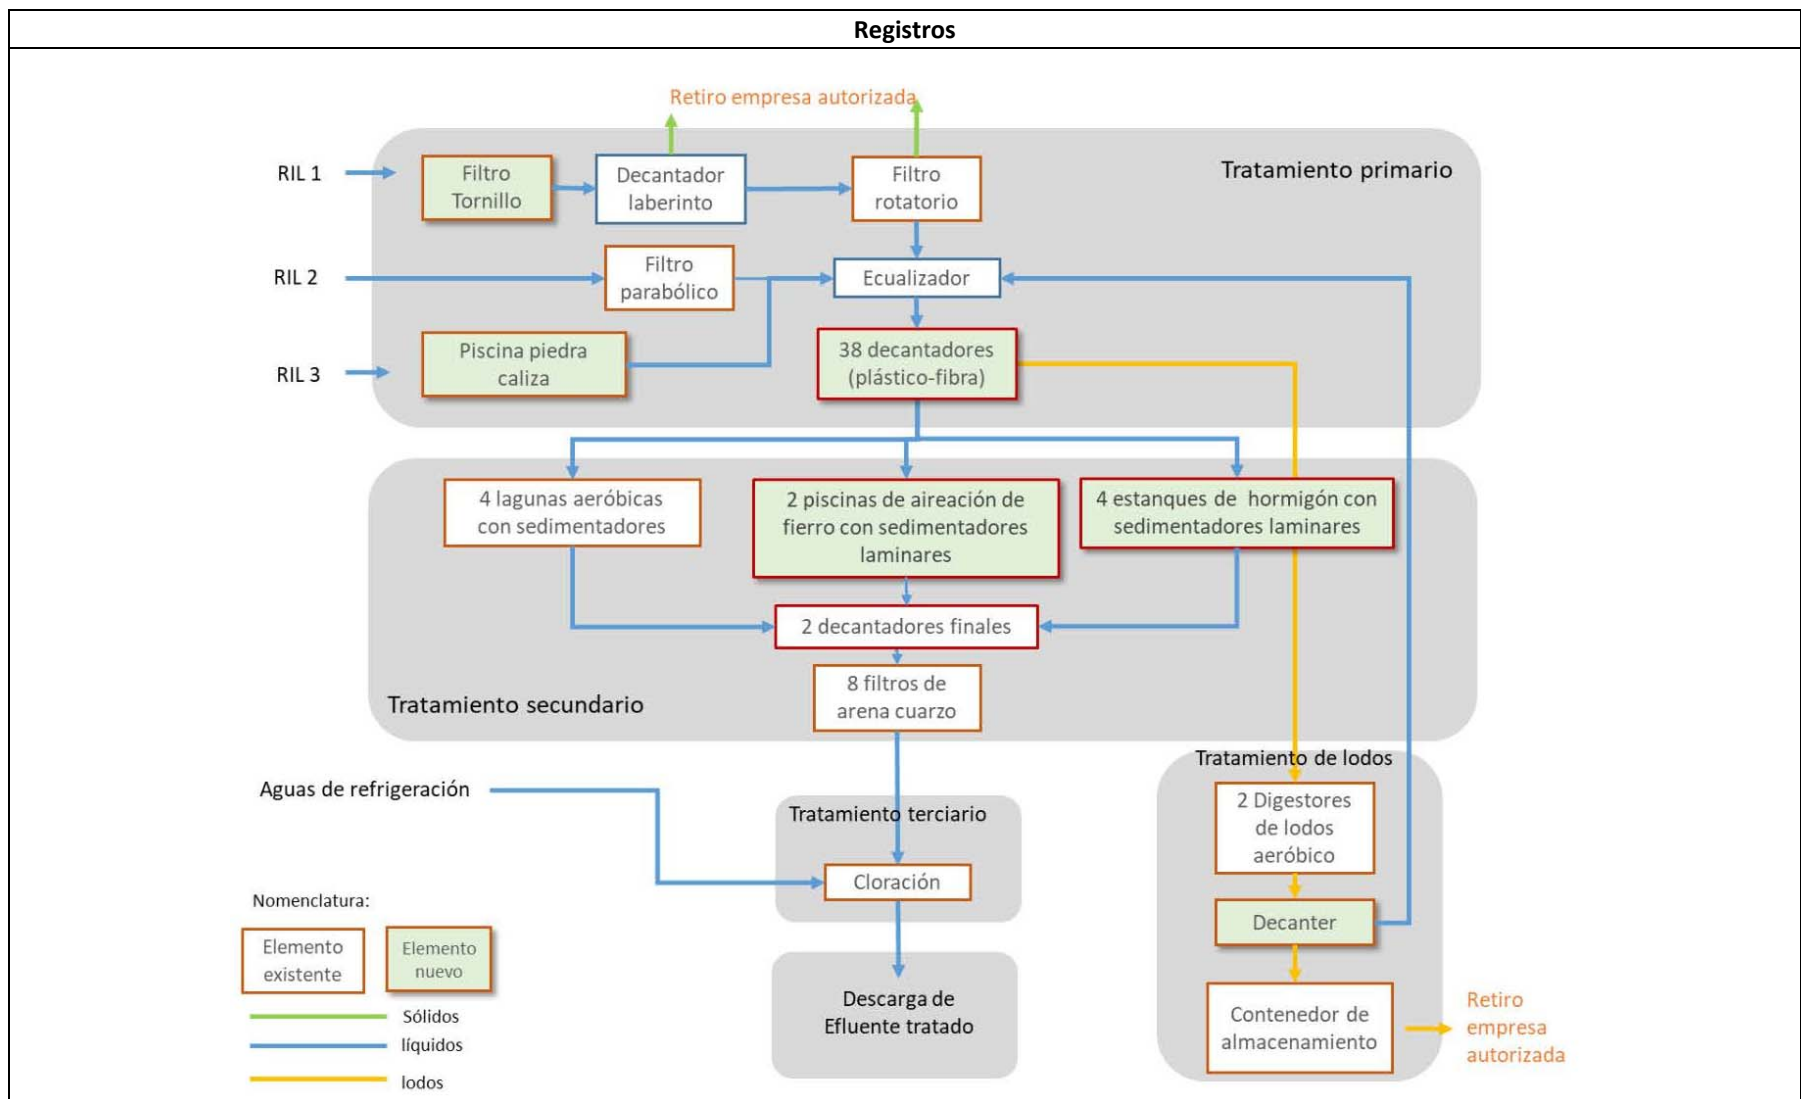 Registros
Retiro empresa autorizada
RIL 1
Filtro
Tornillo
Decantador
laberinto
Filtro
rotatorio
Tratamiento primario
RIL 2
Filtro
parabólico
Ecualizador
RIL 3
Piscina piedra
caliza
38 decantadores
(plástico-fibra)
4 lagunas aeróbicas
con sedimentadores
2 piscinas de aireación de
fierro con sedimentadores
laminares
4 estanques de hormigón con
sedimentadores laminares
2 decantadores finales
8 filtros de
arena cuarzo
Tratamiento secundario
Tratamiento de lodos
Aguas de refrigeración
Tratamiento terciario
2 Digestores
de lodos
aeróbico
Cloración
Decanter
Nomenclatura:
Elemento
existente
Elemento
nuevo
Sólidos
líquidos
lodos
Descarga de
Efluente tratado
Contenedor de
almacenamiento
Retiro
empresa
autorizada